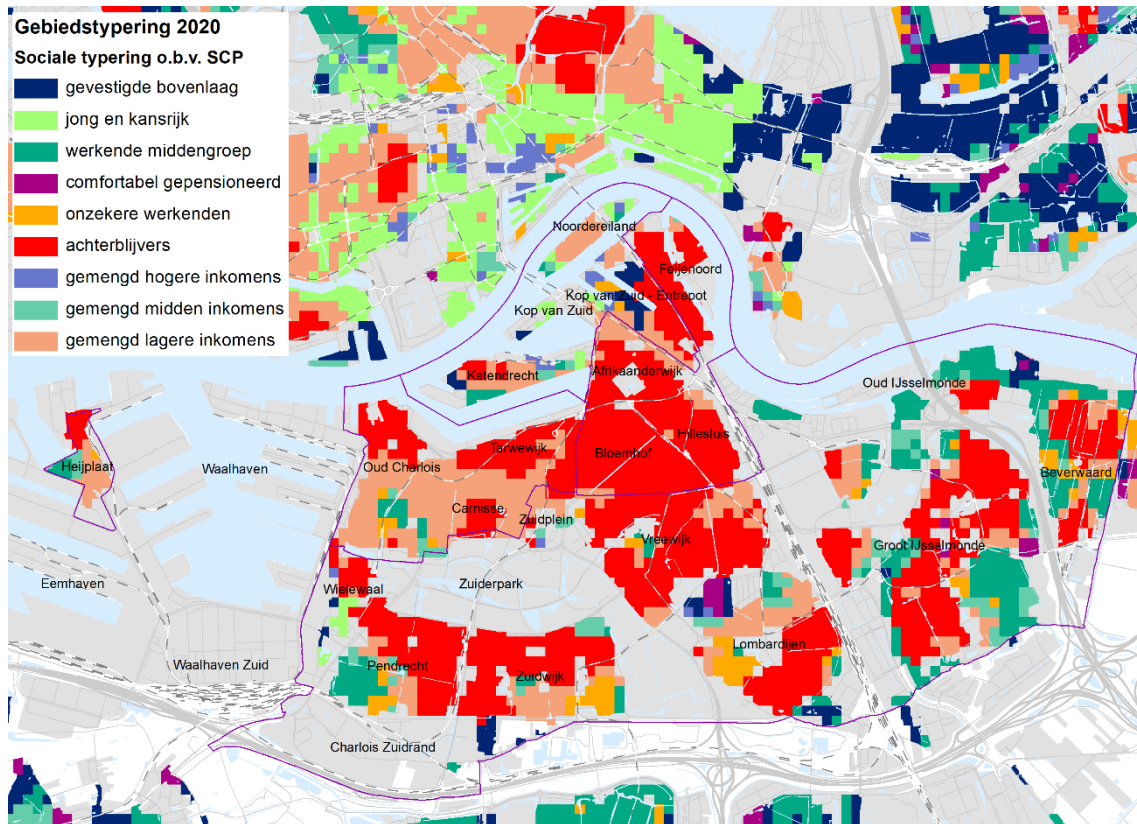 Gebiedstypering 2020
Sociale typering o.b.v. SCP
gevestigde bovenlaag
jong en kansrijk
werkende middengroep
comfortabel gepensioneerd
onzekere werkenden
achterblijvers
gemengd hogere inkomens
gemengd midden inkomens
gemengd lagere inkomens
Noordereiland
Feijenoord
Kop van Zuid - Entrepot
Kop van Zuid
Katendrecht
Afrikaanderwijk
Oud IJsselmonde
Hillesluis
Tarwewijk
Bloemhof
Heijplaat
Waalhaven
Oud Charlois
Beverwaard
Carnisse
Zuidplein
Vreewijk
Groot IJsselmonde
Eemhaven
Wielewaal
Zuiderpark
Lombardijen
Waalhaven Zuid
Pendrecht
Zuidwijk
Charlois Zuidrand